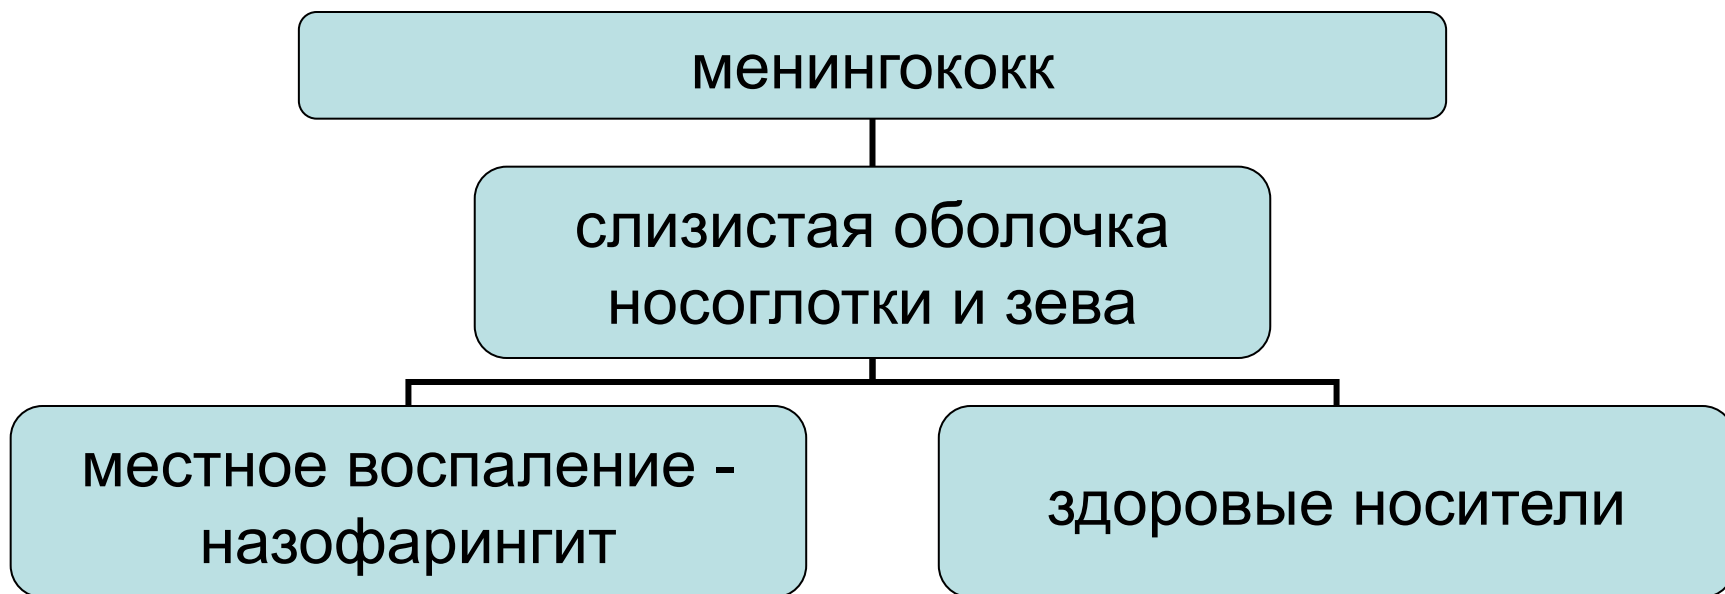 менингококк
слизистая оболочка
носоглотки и зева
местное воспаление -
назофарингит
здоровые носители